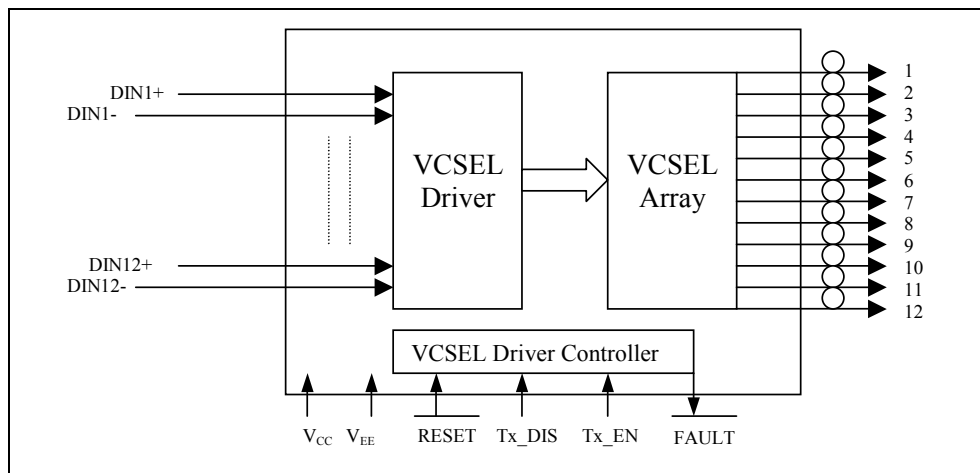 DIN1+
DIN1-
DIN12+
DIN12-
VCSEL
Driver
VCSEL
Array
1
2
3
4
5
6
7
8
9
10
11
12
VCSEL Driver Controller
VCC
VEE
RESET
Tx_DIS
Tx_EN
FAULT